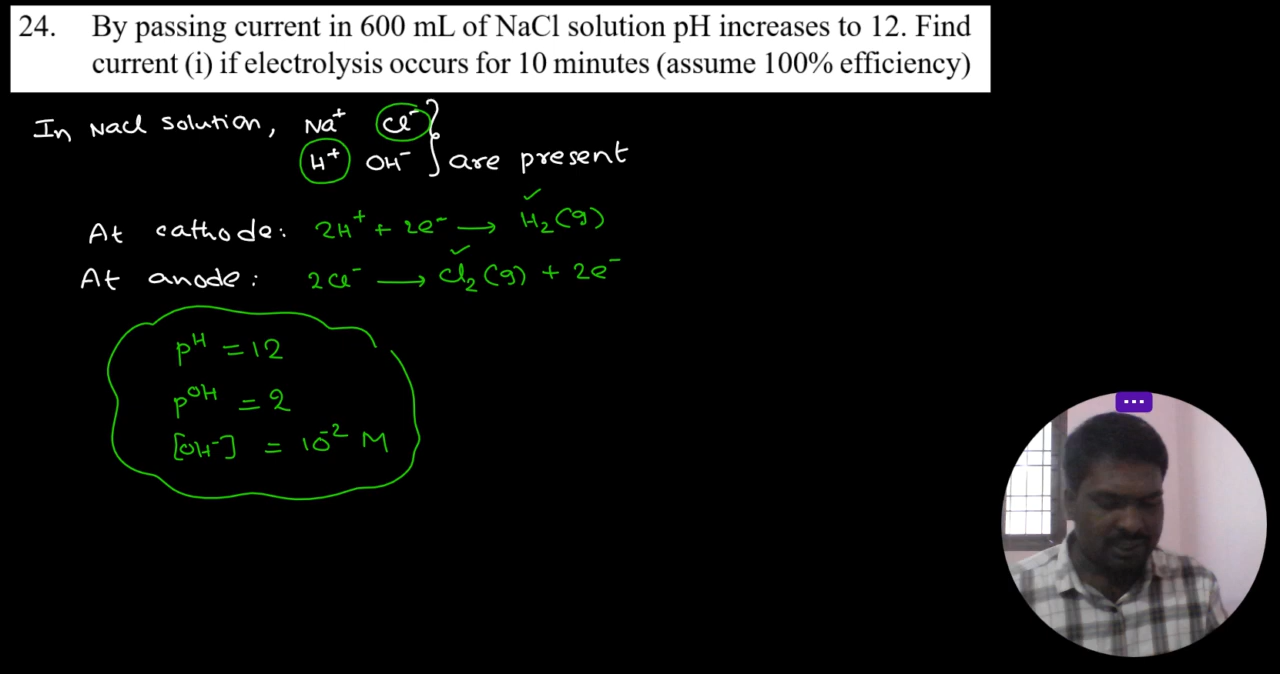 24. By passing current in 600 mL of NaCl solution pH increases to 12. Find
current (i) if electrolysis occurs for 10 minutes (assume 100% efficiency)
In Nacl solution, Na⁺ Cl⁻
H⁺ OH⁻ } are present
At cathode: 2H⁺ + 2e⁻ → H₂(g)
At anode: 2Cl⁻ → Cl₂(g) + 2e⁻
pH = 12
pOH = 2
[OH⁻] = 10⁻² M